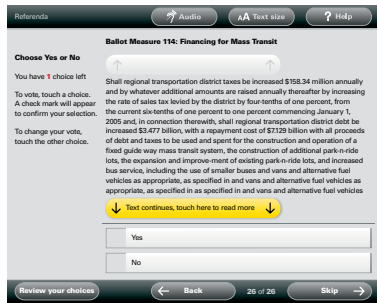 Referenda
Audio
AA Text size
? Help
Ballot Measure 114: Financing for Mass Transit
Choose Yes or No
You have 1 choice left
To vote, touch a choice.
A check mark will appear
to confirm your selection.
To change your vote,
touch the other choice.
Shall regional transportation district taxes be increased $158.34 million annually
and by whatever additional amounts are raised annually thereafter by increasing
the rate of sales tax levied by the district by four-tenths of one percent, from
the current six-tenths of one percent to one percent commencing January 1,
2005 and, in connection therewith, shall regional transportation district debt be
increased $3.477 billion, with a repayment cost of $7.129 billion with all proceeds
of debt and taxes to be used and spent for the construction and operation of a
fixed guide way mass transit system, the construction of additional park-n-ride
lots, the expansion and improve-ment of existing park-n-ride lots, and increased
bus service, including the use of smaller buses and vans and alternative fuel
vehicles as appropriate, as specified in and vans and alternative fuel vehicles as
appropriate, as specified in as specified in and vans and alternative fuel vehicles
Text continues, touch here to read more
Yes
No
Review your choices
Back
26 of 26
Skip